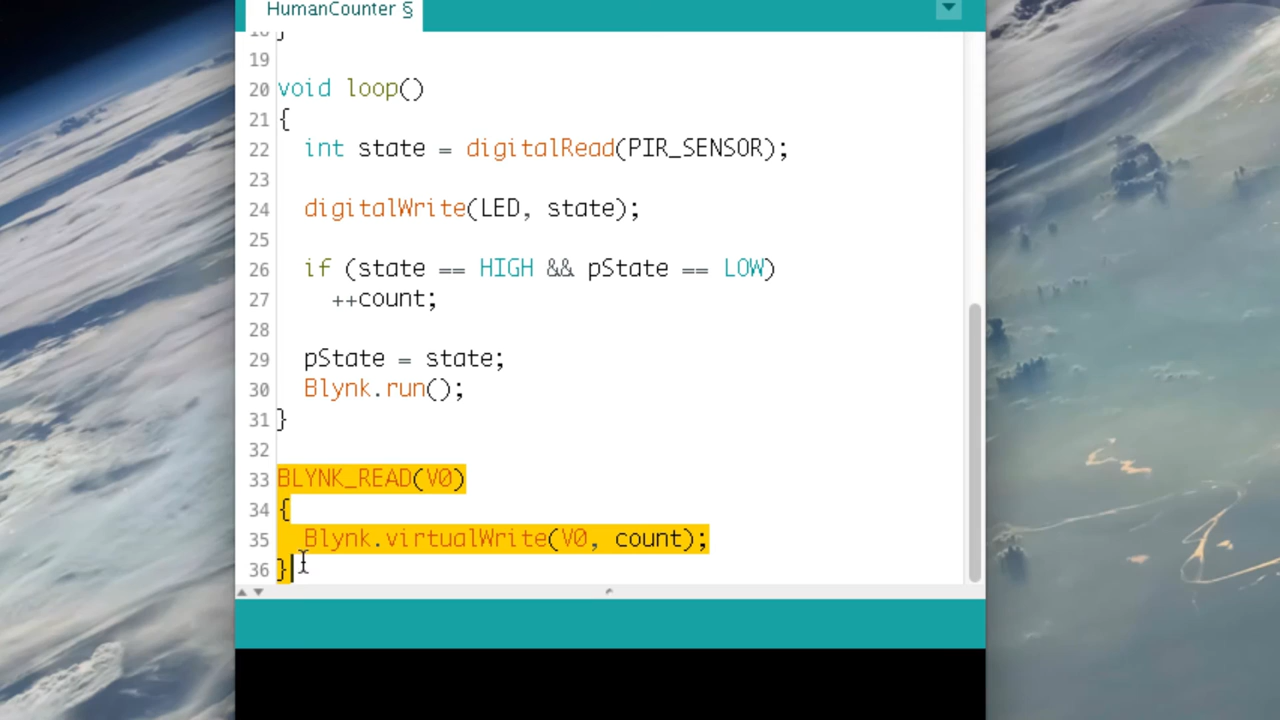 HumanCounter §
18 }
19
20 void loop()
21 {
22 int state = digitalRead(PIR_SENSOR);
23
24 digitalWrite(LED, state);
25
26 if (state == HIGH && pState == LOW)
27 ++count;
28
29 pState = state;
30 Blynk.run();
31 }
32
33 BLYNK_READ(V0)
34 {
35 Blynk.virtualWrite(V0, count);
36 }